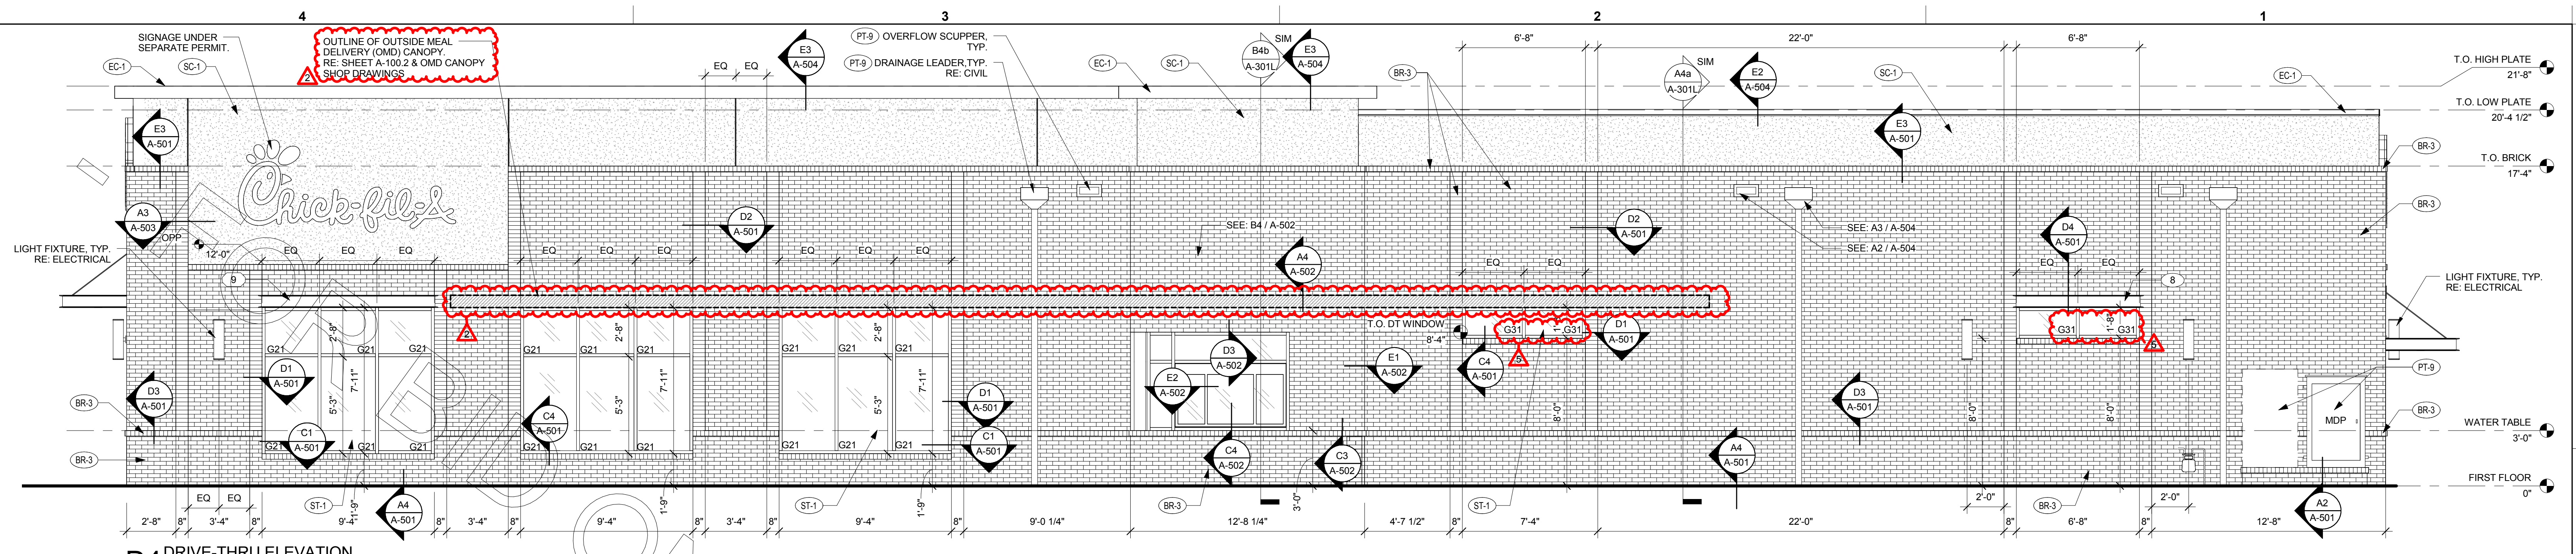 4
3
2
1
SIGNAGE UNDER
SEPARATE PERMIT.
OUTLINE OF OUTSIDE MEAL
DELIVERY (OMD) CANOPY.
RE: SHEET A-100.2 & OMD CANOPY
SHOP DRAWINGS
2
EC-1
SC-1
E3
A-504
EQ
EQ
PT-9
OVERFLOW SCUPPER,
TYP.
PT-9
DRAINAGE LEADER,TYP.
RE: CIVIL
EC-1
SC-1
SIM
B4b
A-301L
E3
A-504
BR-3
6'-8"
22'-0"
6'-8"
SIM
A4a
A-301L
E2
A-504
SC-1
EC-1
T.O. HIGH PLATE
21'-8"
T.O. LOW PLATE
20'-4 1/2"
T.O. BRICK
17'-4"
E3
A-501
E3
A-501
BR-3
BR-3
Chick-fil-A
A3
A-503
OPP
12'-0"
LIGHT FIXTURE, TYP.
RE: ELECTRICAL
EQ
EQ
EQ
EQ
EQ
EQ
D2
A-501
EQ
EQ
EQ
SEE: B4 / A-502
A4
A-502
EQ
EQ
D2
A-501
SEE: A3 / A-504
SEE: A2 / A-504
D4
A-501
EQ
EQ
8
9
LIGHT FIXTURE, TYP.
RE: ELECTRICAL
2
2'-8"
2'-8"
2'-8"
G21
G21
G21
G21
G21
G21
G21
G21
G21
T.O. DT WINDOW
8'-4"
G31
G31
5
D1
A-501
G31
G31
1'-8"
5
D3
A-502
E1
A-502
C4
A-501
E2
A-502
D1
A-501
D3
A-501
5'-3"
7'-11"
5'-3"
7'-11"
5'-3"
7'-11"
C4
A-501
D1
A-501
C1
A-501
C1
A-501
8'-0"
D3
A-501
8'-0"
8'-0"
PT-9
MDP
BR-3
BR-3
BR-3
WATER TABLE
3'-0"
G21
G21
G21
G21
G21
G21
G21
G21
G21
C4
A-502
C3
A-502
A4
A-501
FIRST FLOOR
0"
EQ
EQ
ST-1
1'-9"
A4
A-501
1'-9"
ST-1
1'-9"
BR-3
3'-0"
ST-1
2'-0"
BR-3
2'-0"
A2
A-501
2'-8"
8"
3'-4"
8"
9'-4"
8"
3'-4"
8"
9'-4"
8"
3'-4"
8"
9'-4"
8"
9'-0 1/4"
12'-8 1/4"
4'-7 1/2"
8"
7'-4"
22'-0"
8"
6'-8"
8"
12'-8"
DRIVE-THRU ELEVATION